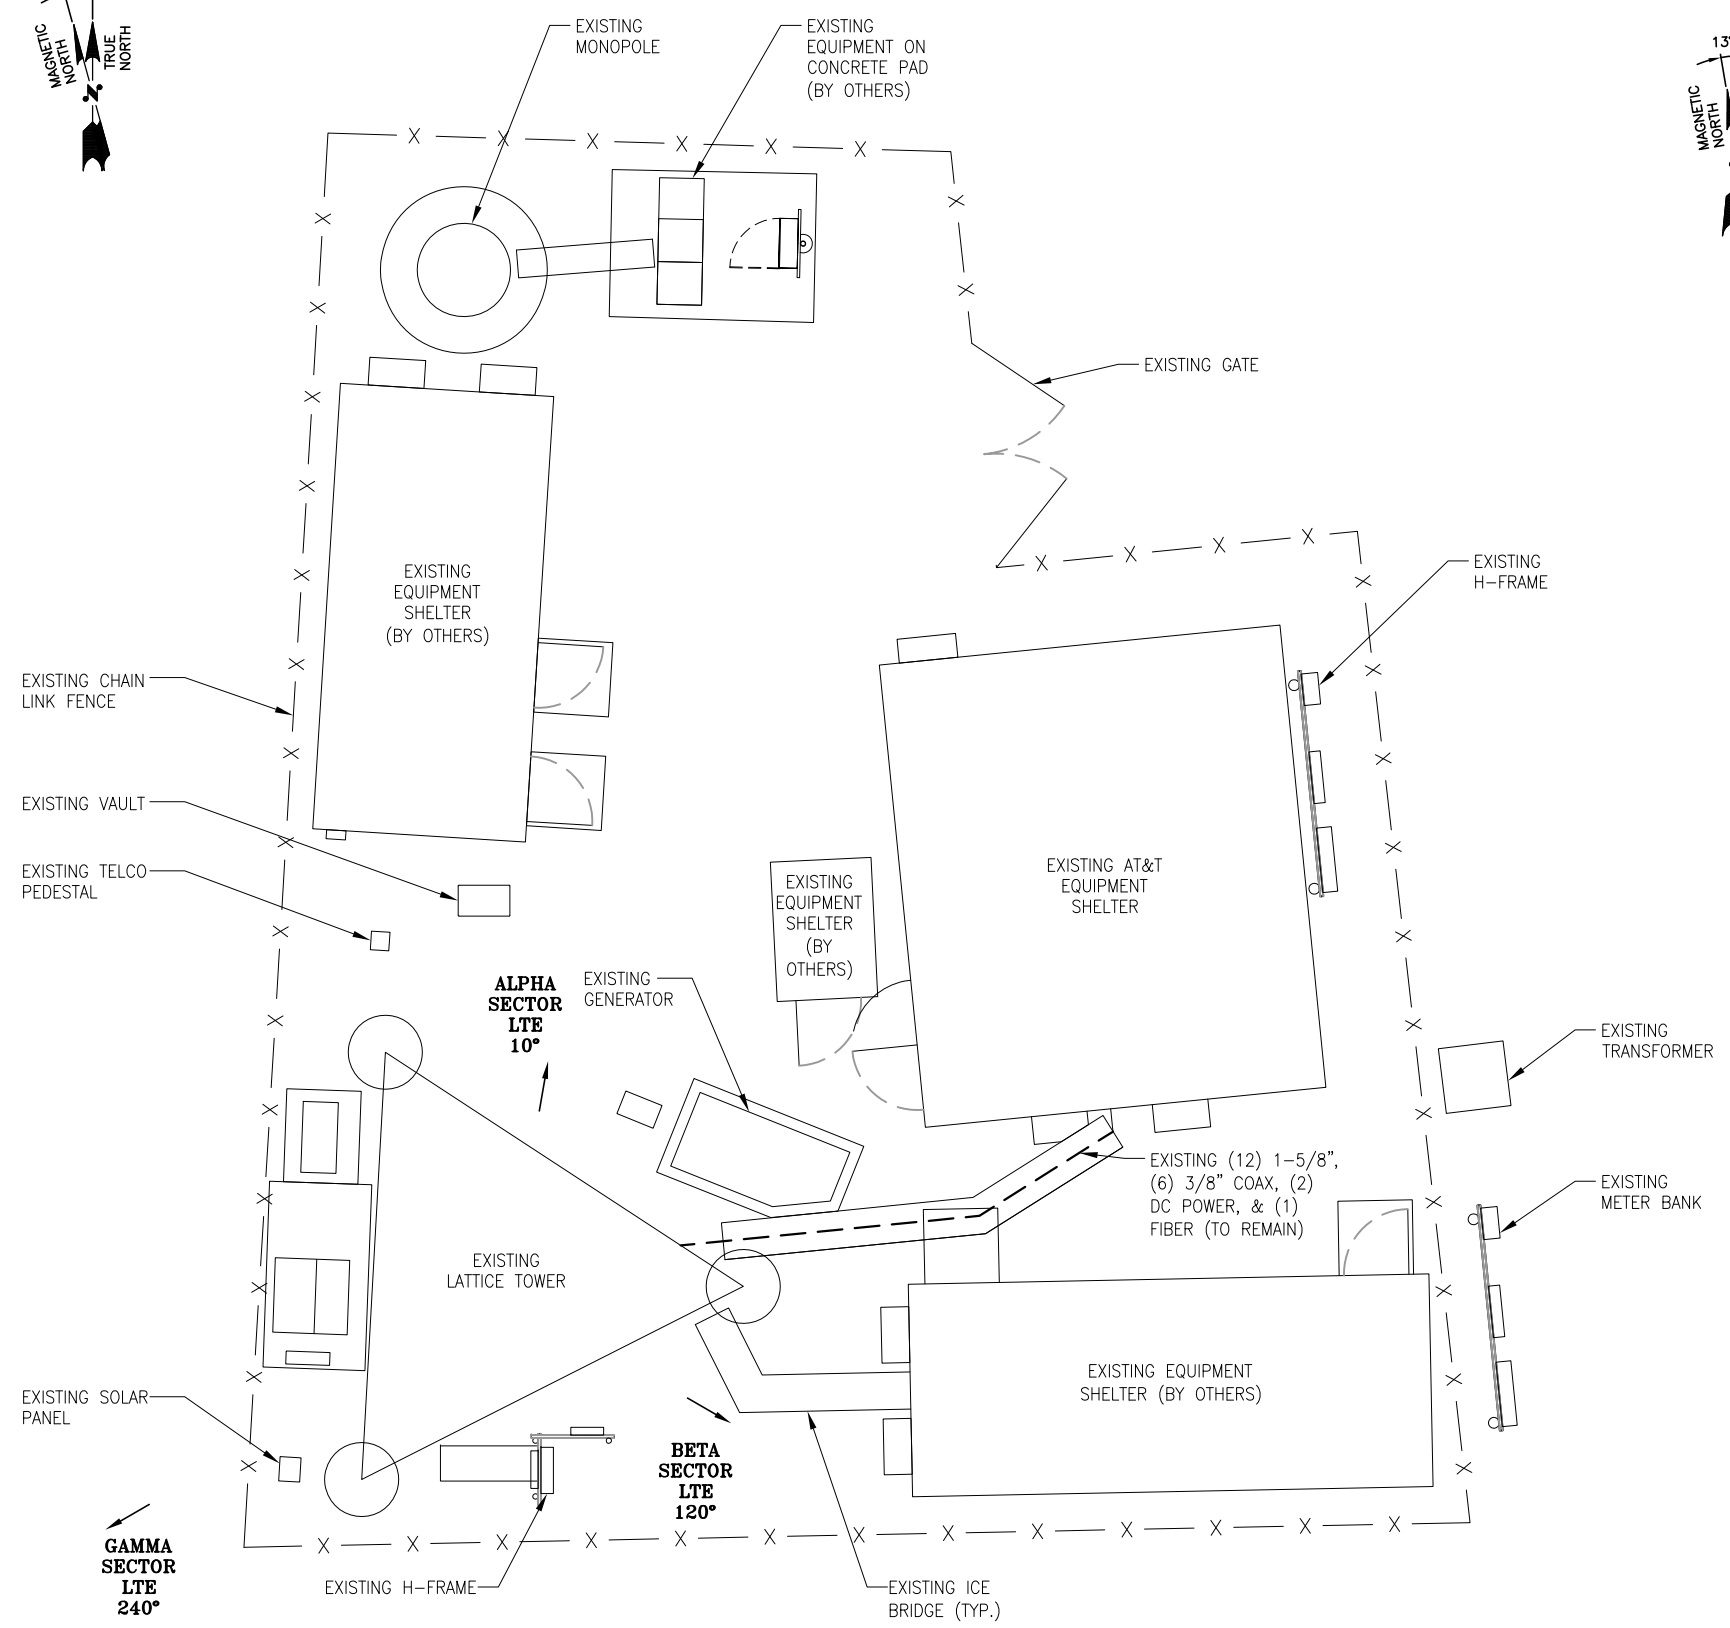 MAGNETIC
NORTH
TRUE
NORTH
N
EXISTING
MONOPOLE
EXISTING
EQUIPMENT ON
CONCRETE PAD
(BY OTHERS)
13°
MAGNETIC
NORTH
EXISTING GATE
EXISTING
H-FRAME
EXISTING
EQUIPMENT
SHELTER
(BY OTHERS)
EXISTING CHAIN
LINK FENCE
EXISTING VAULT
EXISTING TELCO
PEDESTAL
EXISTING
EQUIPMENT
SHELTER
(BY
OTHERS)
EXISTING AT&T
EQUIPMENT
SHELTER
ALPHA
SECTOR
LTE
10°
EXISTING
GENERATOR
EXISTING
TRANSFORMER
EXISTING (12) 1-5/8",
(6) 3/8" COAX, (2)
DC POWER, & (1)
FIBER (TO REMAIN)
EXISTING
METER BANK
EXISTING
LATTICE TOWER
EXISTING EQUIPMENT
SHELTER (BY OTHERS)
EXISTING SOLAR
PANEL
BETA
SECTOR
LTE
120°
GAMMA
SECTOR
LTE
240°
EXISTING H-FRAME
EXISTING ICE
BRIDGE (TYP.)